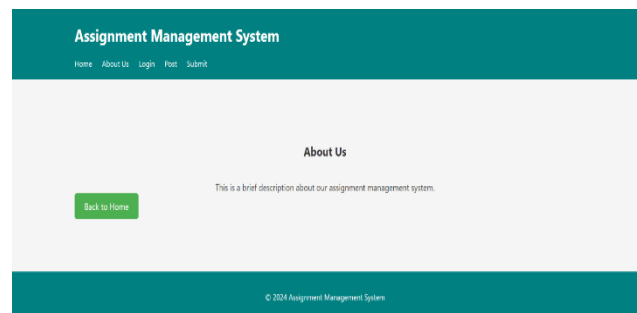 Assignment Management System
Home About Us Login Post Submit
About Us
This is a brief description about our assignment management system.
Back to Home
© 2024 Assignment Management System